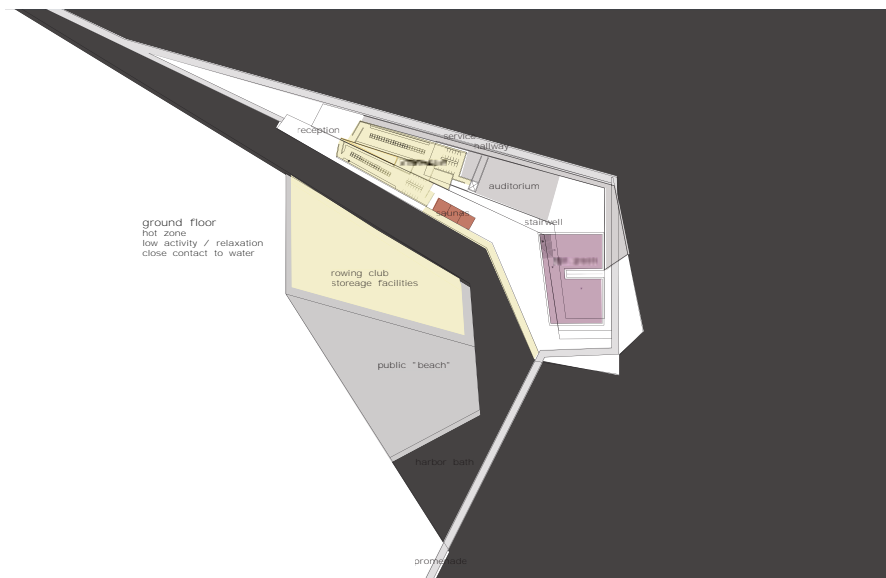 reception
service
hallway
auditorium
saunas
stairwell
ground floor
hot zone
low activity / relaxation
close contact to water
rowing club
storeage facilities
public "beach"
harbor bath
promenade